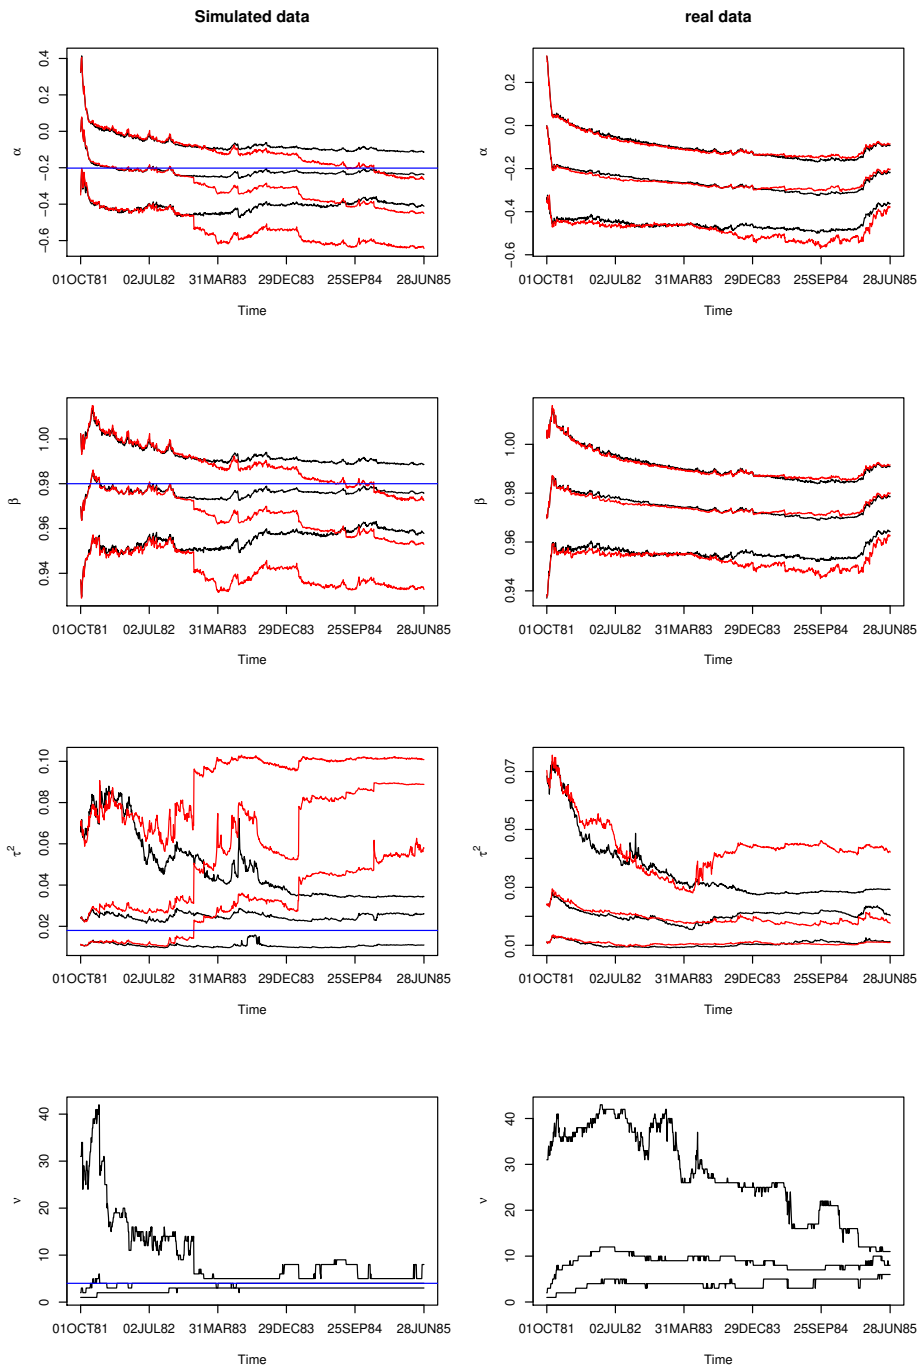 Simulated data
real data
α
0.4
0.2
0.0
−0.2
−0.4
−0.6
01OCT81 02JUL82 31MAR83 29DEC83 25SEP84 28JUN85
Time
α
0.2
0.0
−0.2
−0.4
−0.6
01OCT81 02JUL82 31MAR83 29DEC83 25SEP84 28JUN85
Time
β
1.00
0.98
0.96
0.94
01OCT81 02JUL82 31MAR83 29DEC83 25SEP84 28JUN85
Time
β
1.00
0.98
0.96
0.94
01OCT81 02JUL82 31MAR83 29DEC83 25SEP84 28JUN85
Time
τ²
0.10
0.08
0.06
0.04
0.02
01OCT81 02JUL82 31MAR83 29DEC83 25SEP84 28JUN85
Time
τ²
0.07
0.05
0.03
0.01
01OCT81 02JUL82 31MAR83 29DEC83 25SEP84 28JUN85
Time
ν
40
30
20
10
0
01OCT81 02JUL82 31MAR83 29DEC83 25SEP84 28JUN85
Time
ν
40
30
20
10
0
01OCT81 02JUL82 31MAR83 29DEC83 25SEP84 28JUN85
Time